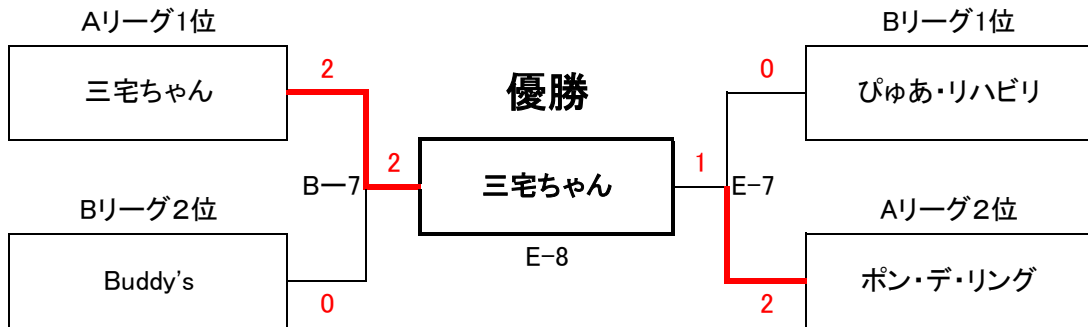 Aリーグ1位
Bリーグ1位
三宅ちゃん
2
優勝
0
ぴゅあ・リハビリ
B－7
2
三宅ちゃん
1
E-7
Bリーグ2位
Aリーグ2位
E-8
Buddy's
0
2
ポン・デ・リング